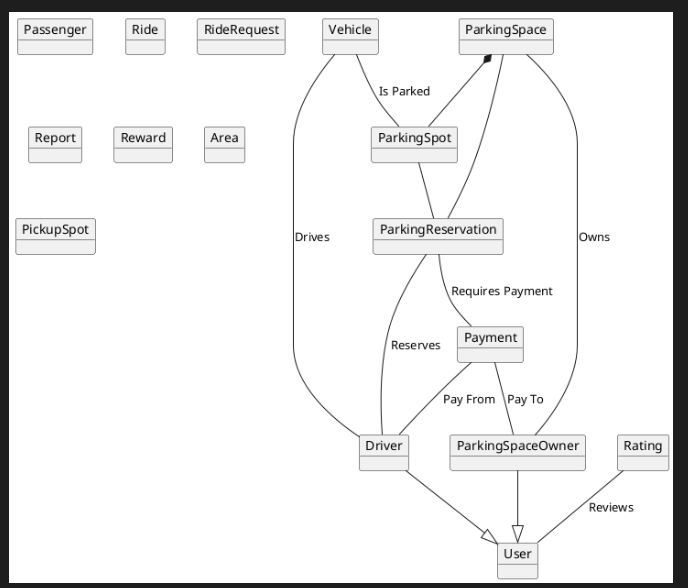 Passenger
Ride
RideRequest
Vehicle
ParkingSpace
Is Parked
Report
Reward
Area
ParkingSpot
PickupSpot
ParkingReservation
Drives
Owns
Requires Payment
Payment
Reserves
Pay From
Pay To
Driver
ParkingSpaceOwner
Rating
Reviews
User